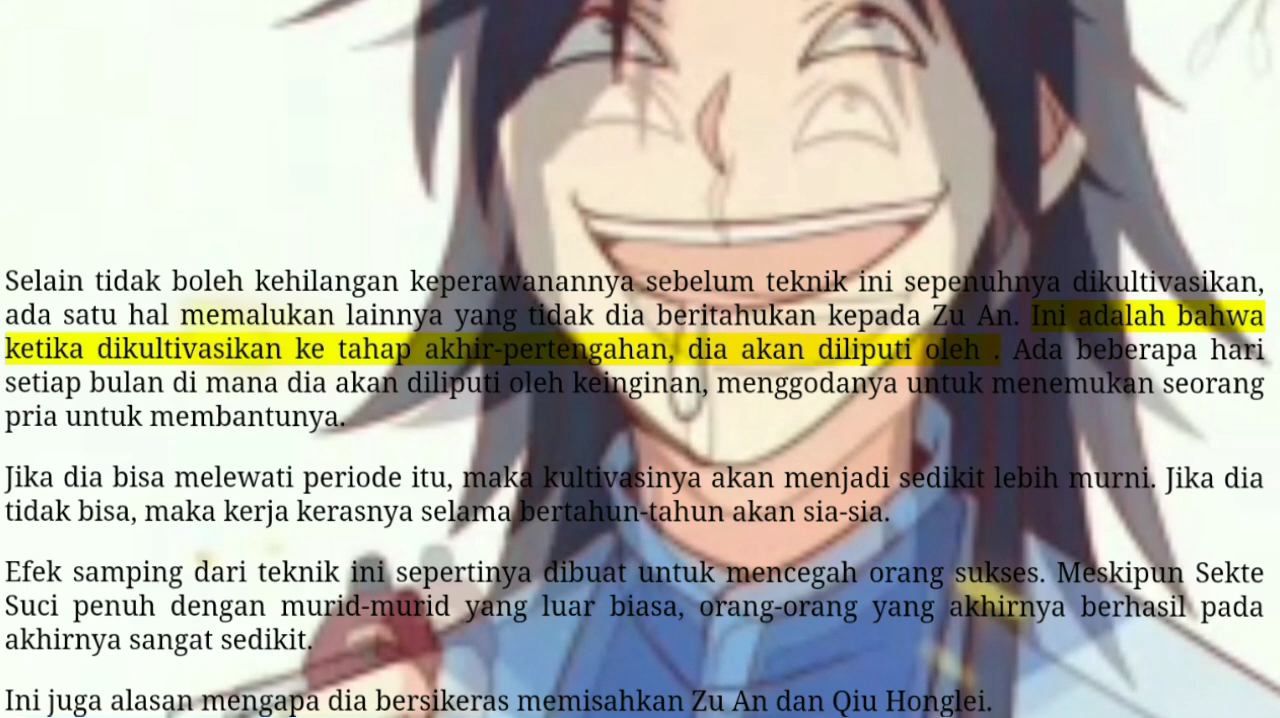 Selain tidak boleh kehilangan keperawanannya sebelum teknik ini sepenuhnya dikultivasikan,
ada satu hal memalukan lainnya yang tidak dia beritahukan kepada Zu An. Ini adalah bahwa
ketika dikultivasikan ke tahap akhir-pertengahan, dia akan diliputi oleh . Ada beberapa hari
setiap bulan di mana dia akan diliputi oleh keinginan, menggodanya untuk menemukan seorang
pria untuk membantunya.
Jika dia bisa melewati periode itu, maka kultivasinya akan menjadi sedikit lebih murni. Jika dia
tidak bisa, maka kerja kerasnya selama bertahun-tahun akan sia-sia.
Efek samping dari teknik ini sepertinya dibuat untuk mencegah orang sukses. Meskipun Sekte
Suci penuh dengan murid-murid yang luar biasa, orang-orang yang akhirnya berhasil pada
akhirnya sangat sedikit.
Ini juga alasan mengapa dia bersikeras memisahkan Zu An dan Qiu Honglei.